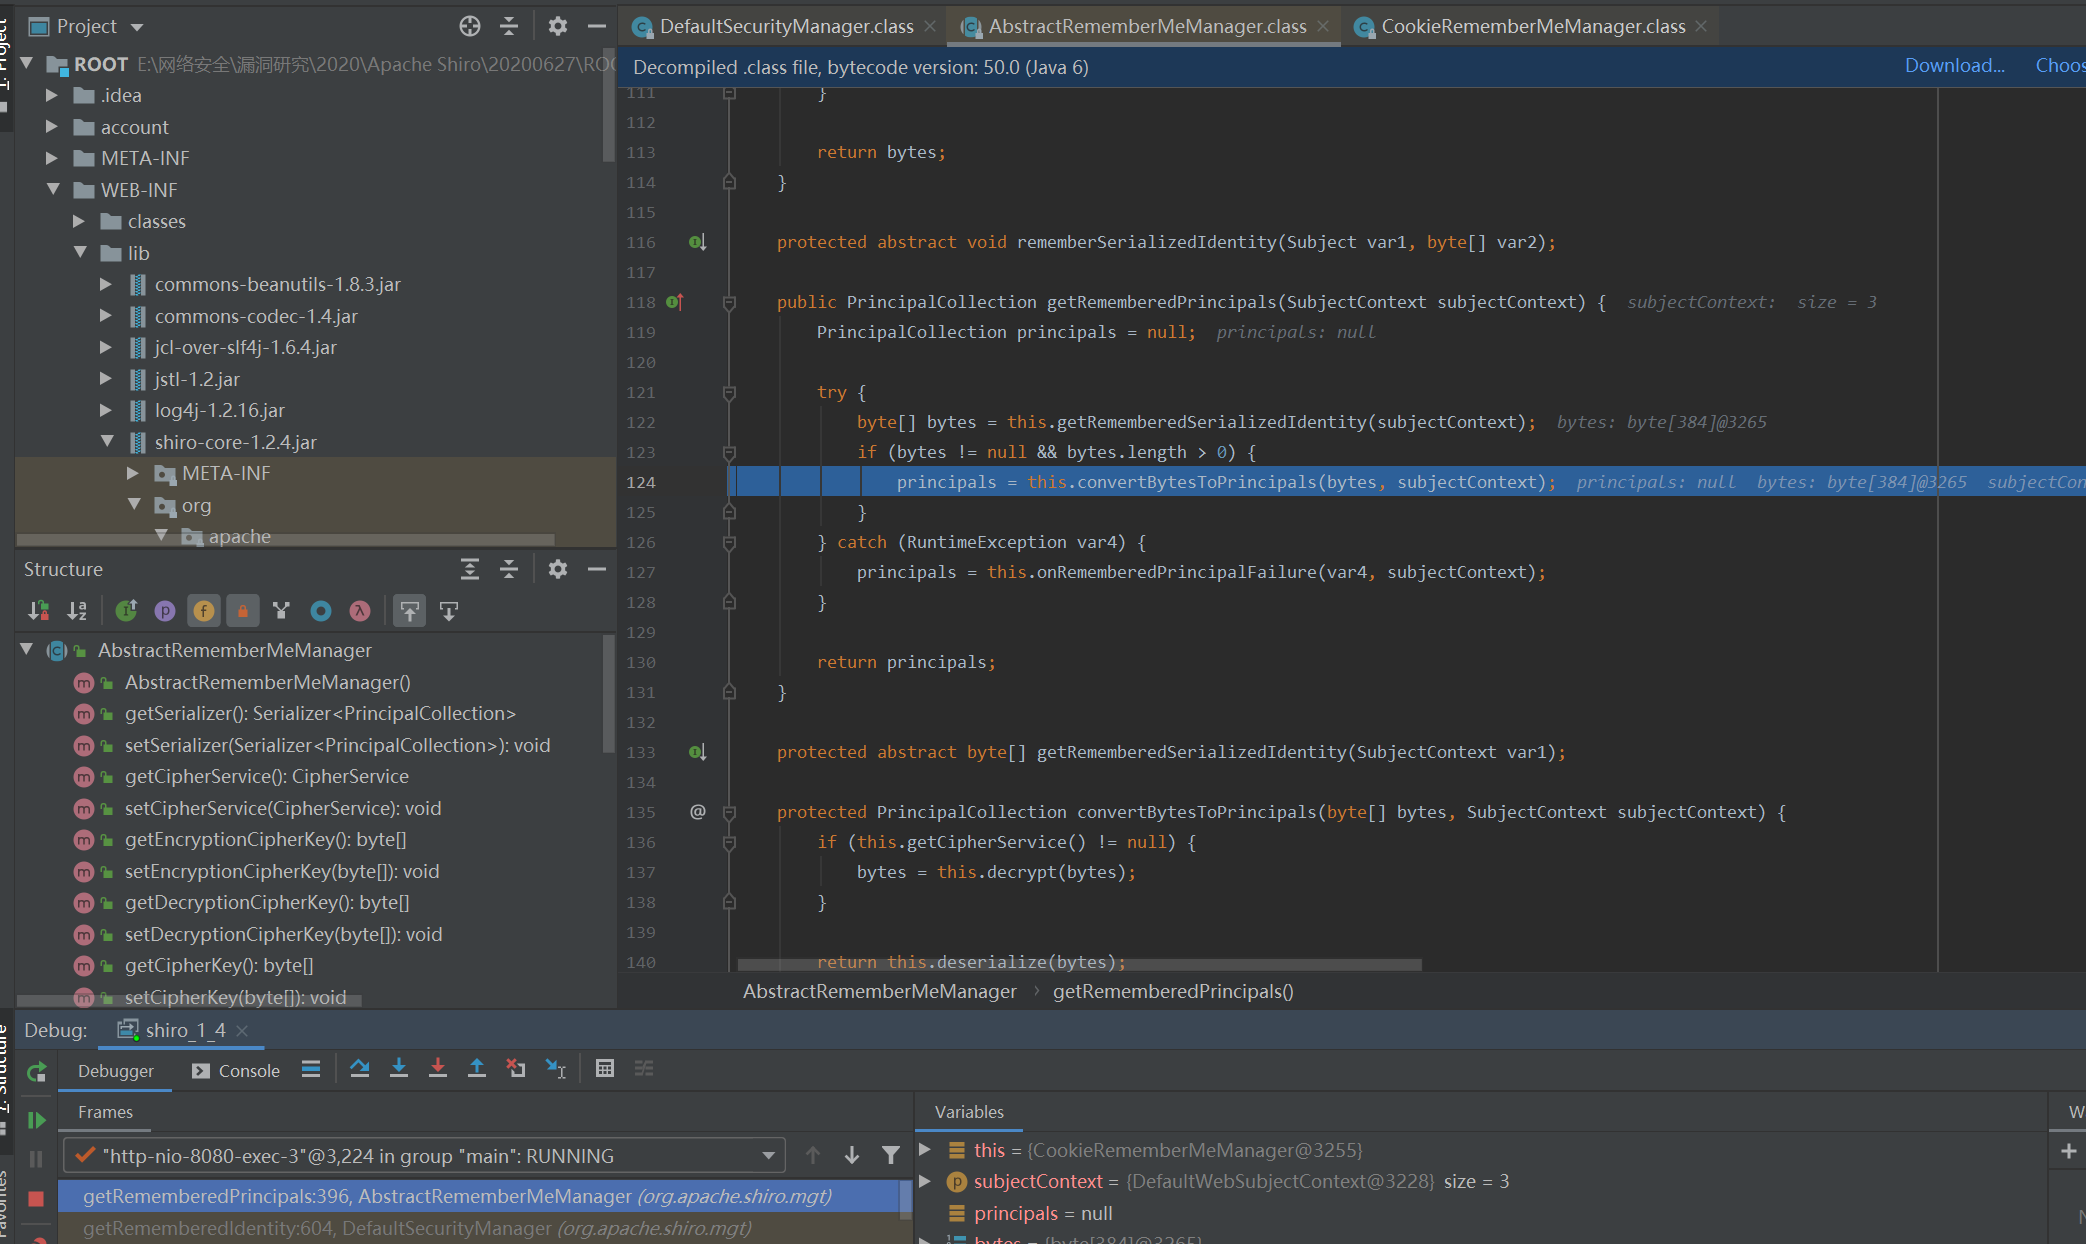 1: Project
Project
ROOT E:\网络安全\漏洞研究\2020\Apache Shiro\20200627\ROO
.idea
account
META-INF
WEB-INF
classes
lib
commons-beanutils-1.8.3.jar
commons-codec-1.4.jar
jcl-over-slf4j-1.6.4.jar
jstl-1.2.jar
log4j-1.2.16.jar
shiro-core-1.2.4.jar
META-INF
org
apache
Structure
AbstractRememberMeManager
AbstractRememberMeManager()
getSerializer(): Serializer<PrincipalCollection>
setSerializer(Serializer<PrincipalCollection>): void
getCipherService(): CipherService
setCipherService(CipherService): void
getEncryptionCipherKey(): byte[]
setEncryptionCipherKey(byte[]): void
getDecryptionCipherKey(): byte[]
setDecryptionCipherKey(byte[]): void
getCipherKey(): byte[]
setCipherKey(byte[]): void
DefaultSecurityManager.class
AbstractRememberMeManager.class
CookieRememberMeManager.class
Decompiled .class file, bytecode version: 50.0 (Java 6)
Download...
Choos
111 }
112
113 return bytes;
114 }
115
116 protected abstract void rememberSerializedIdentity(Subject var1, byte[] var2);
117
118 public PrincipalCollection getRememberedPrincipals(SubjectContext subjectContext) { subjectContext: size = 3
119 PrincipalCollection principals = null; principals: null
120
121 try {
122 byte[] bytes = this.getRememberedSerializedIdentity(subjectContext); bytes: byte[384]@3265
123 if (bytes != null && bytes.length > 0) {
124 principals = this.convertBytesToPrincipals(bytes, subjectContext); principals: null bytes: byte[384]@3265 subjectCon
125 }
126 } catch (RuntimeException var4) {
127 principals = this.onRememberedPrincipalFailure(var4, subjectContext);
128 }
129
130 return principals;
131 }
132
133 protected abstract byte[] getRememberedSerializedIdentity(SubjectContext var1);
134
135 @ protected PrincipalCollection convertBytesToPrincipals(byte[] bytes, SubjectContext subjectContext) {
136 if (this.getCipherService() != null) {
137 bytes = this.decrypt(bytes);
138 }
139
140 return this.deserialize(bytes);
AbstractRememberMeManager › getRememberedPrincipals()
7: Structure
Favorites
Debug: shiro_1_4
Debugger
Console
Frames
"http-nio-8080-exec-3"@3,224 in group "main": RUNNING
getRememberedPrincipals:396, AbstractRememberMeManager (org.apache.shiro.mgt)
getRememberedIdentity:604, DefaultSecurityManager (org.apache.shiro.mgt)
Variables
this = {CookieRememberMeManager@3255}
subjectContext = {DefaultWebSubjectContext@3228} size = 3
principals = null
bytes = {byte[384]@3265}
W
N